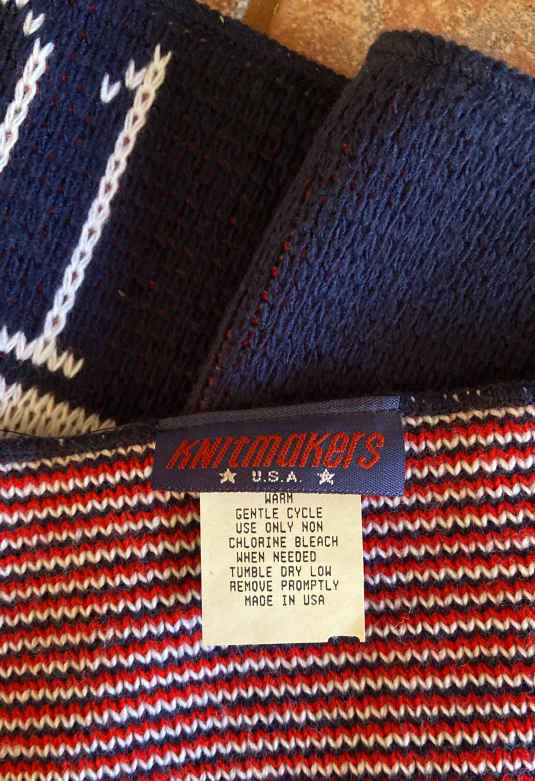 KNITMAKERS
U.S.A.
WARM
GENTLE CYCLE
USE ONLY NON
CHLORINE BLEACH
WHEN NEEDED
TUMBLE DRY LOW
REMOVE PROMPTLY
MADE IN USA